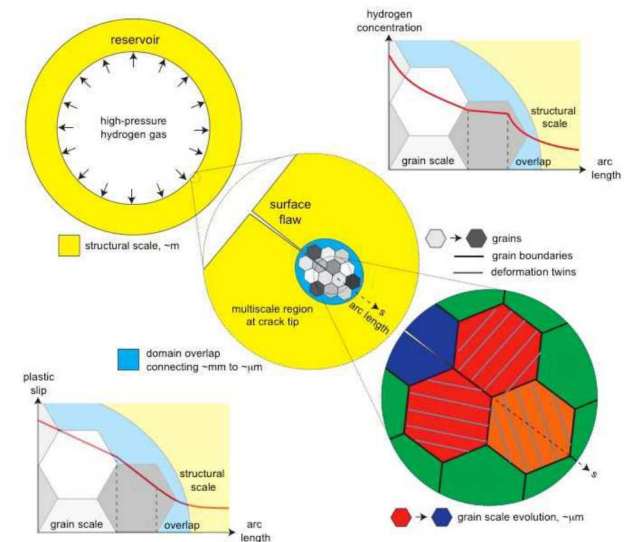 reservoir
high-pressure
hydrogen gas
structural scale, ~m
hydrogen
concentration
structural
scale
grain scale
overlap
arc
length
surface
flaw
multiscale region
at crack tip
s
arc length
grains
grain boundaries
deformation twins
domain overlap
connecting ~mm to ~μm
plastic
slip
structural
scale
grain scale
overlap
arc
length
s
grain scale evolution, ~μm